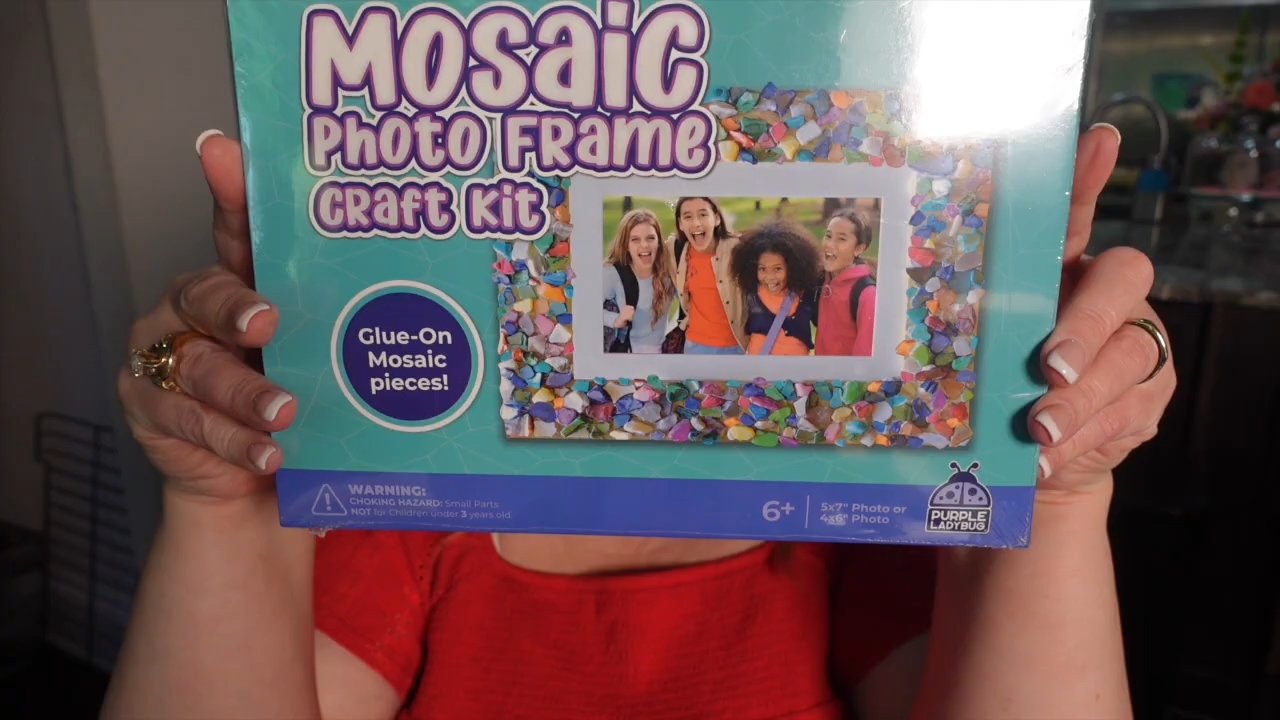 Mosaic
Photo Frame
Craft Kit
Glue-On
Mosaic
pieces!
WARNING:
CHOKING HAZARD: Small Parts
NOT for Children under 3 years old.
6+
5x7" Photo or
4x6" Photo
PURPLE
LADYBUG